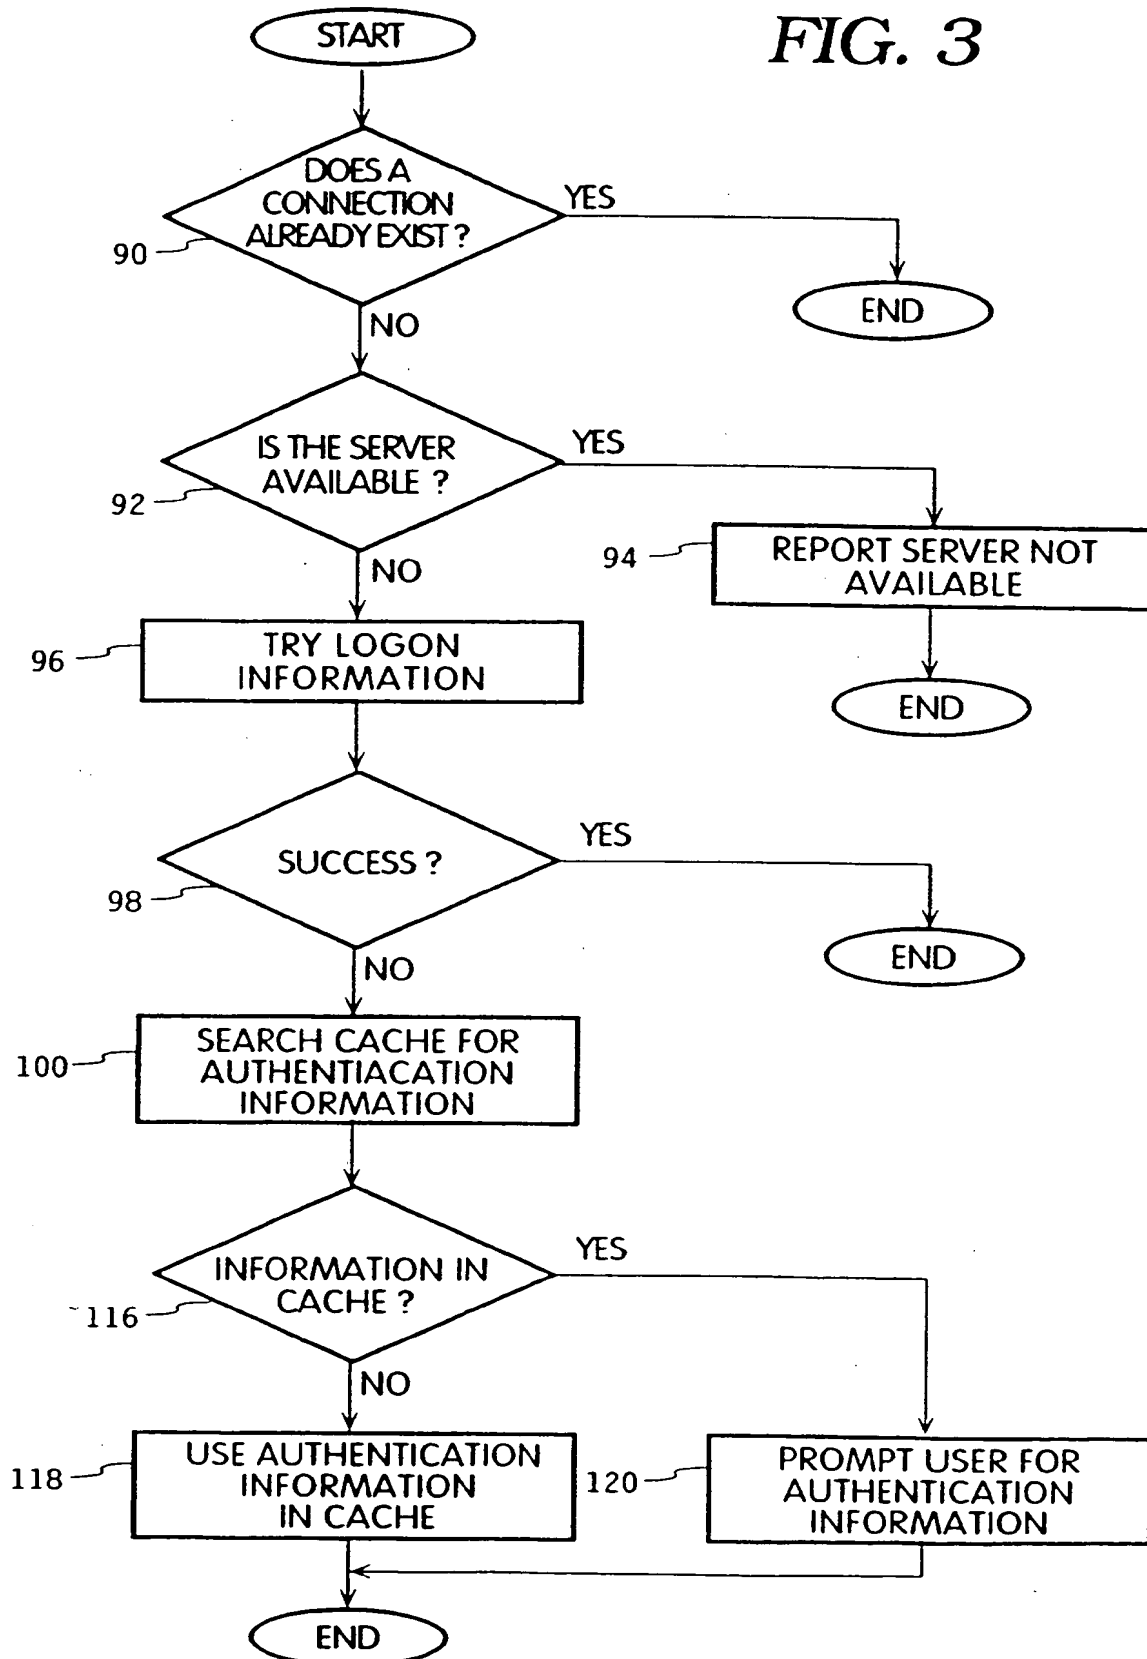 FIG. 3
START
DOES A
CONNECTION
ALREADY EXIST ?
YES
90
END
NO
IS THE SERVER
AVAILABLE ?
YES
92
94
REPORT SERVER NOT
AVAILABLE
NO
96
TRY LOGON
INFORMATION
END
SUCCESS ?
YES
98
END
NO
100
SEARCH CACHE FOR
AUTHENTIACATION
INFORMATION
INFORMATION IN
CACHE ?
YES
116
NO
118
USE AUTHENTICATION
INFORMATION
IN CACHE
120
PROMPT USER FOR
AUTHENTICATION
INFORMATION
END